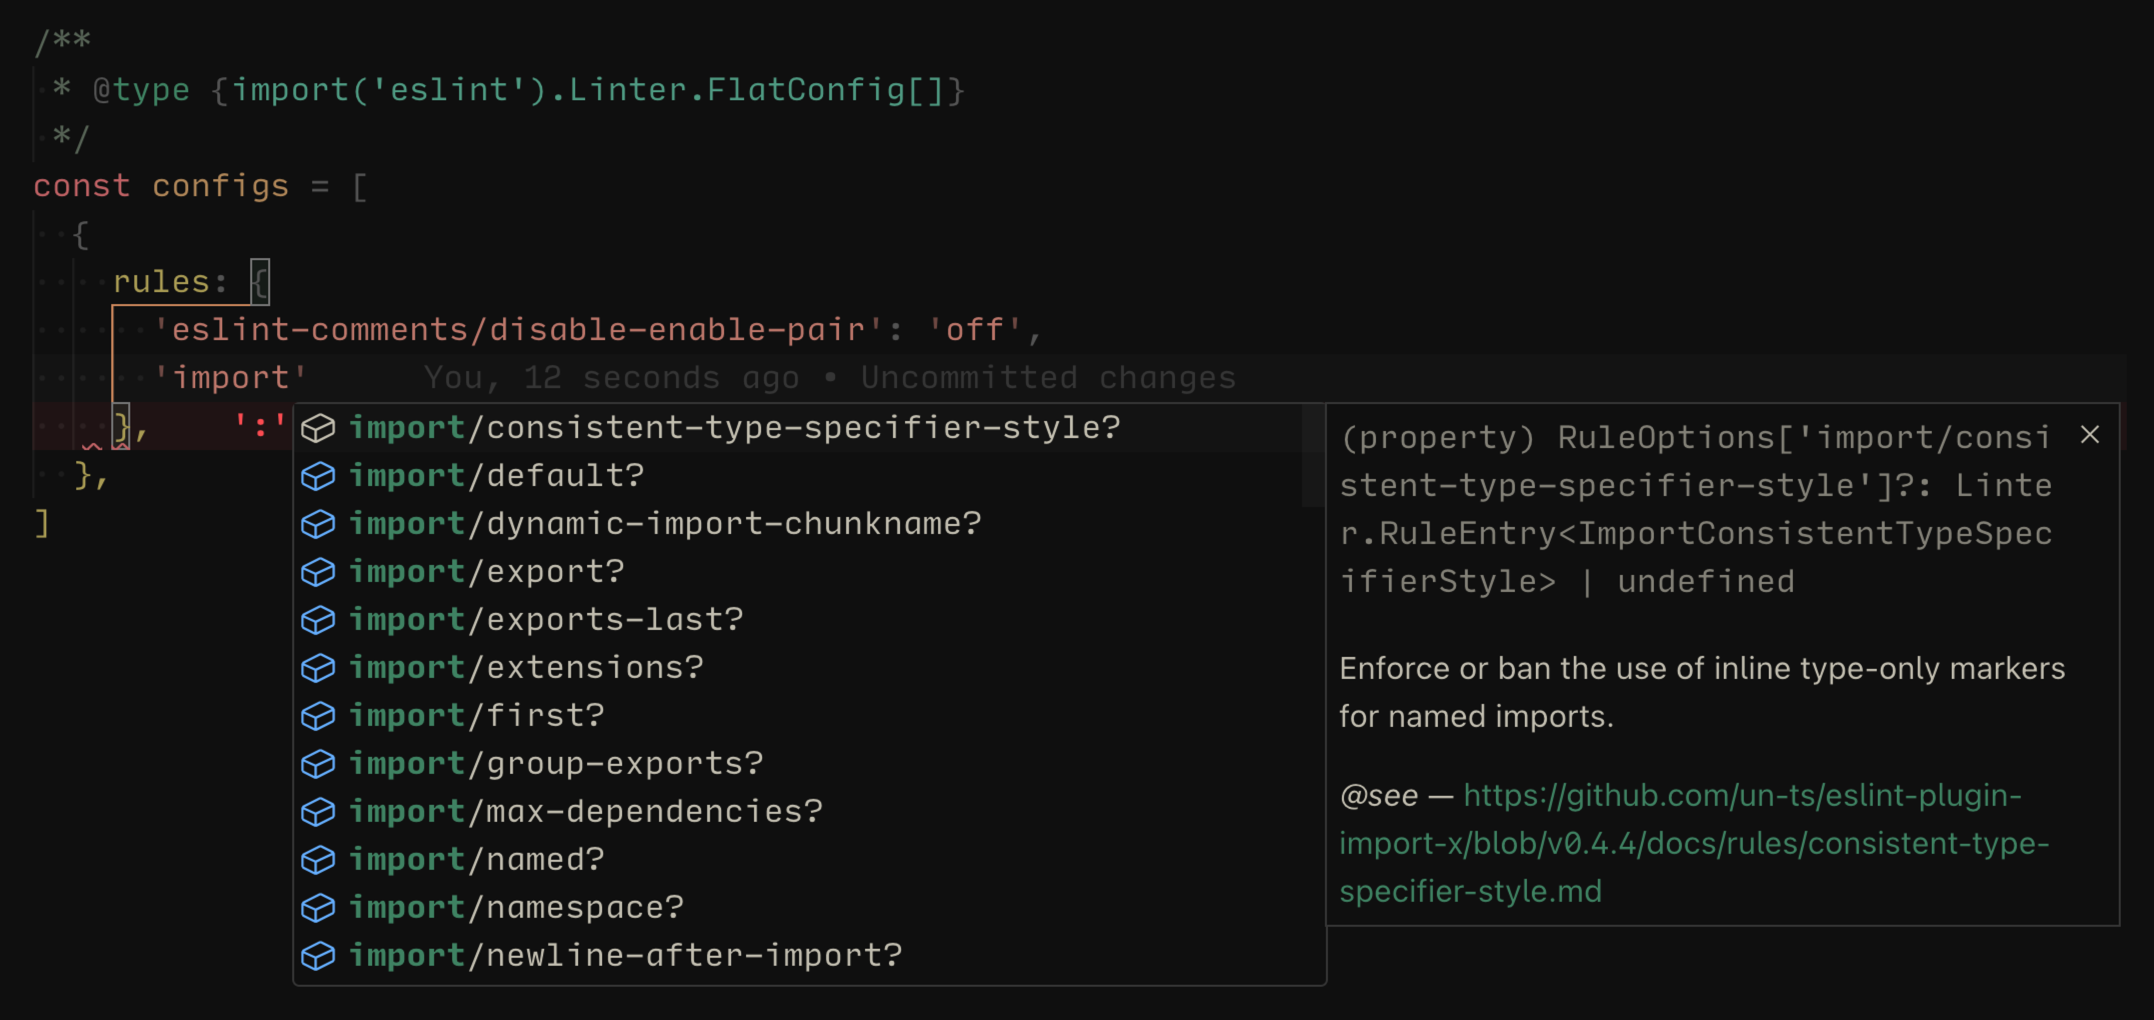 /**
 * @type {import('eslint').Linter.FlatConfig[]}
 */
const configs = [
  {
    rules: {
      'eslint-comments/disable-enable-pair': 'off',
      'import'      You, 12 seconds ago • Uncommitted changes
    },    ':'
  },
]
import/consistent-type-specifier-style?
import/default?
import/dynamic-import-chunkname?
import/export?
import/exports-last?
import/extensions?
import/first?
import/group-exports?
import/max-dependencies?
import/named?
import/namespace?
import/newline-after-import?
(property) RuleOptions['import/consi
stent-type-specifier-style']?: Linte
r.RuleEntry<ImportConsistentTypeSpec
ifierStyle> | undefined
Enforce or ban the use of inline type-only markers
for named imports.
@see — https://github.com/un-ts/eslint-plugin-
import-x/blob/v0.4.4/docs/rules/consistent-type-
specifier-style.md